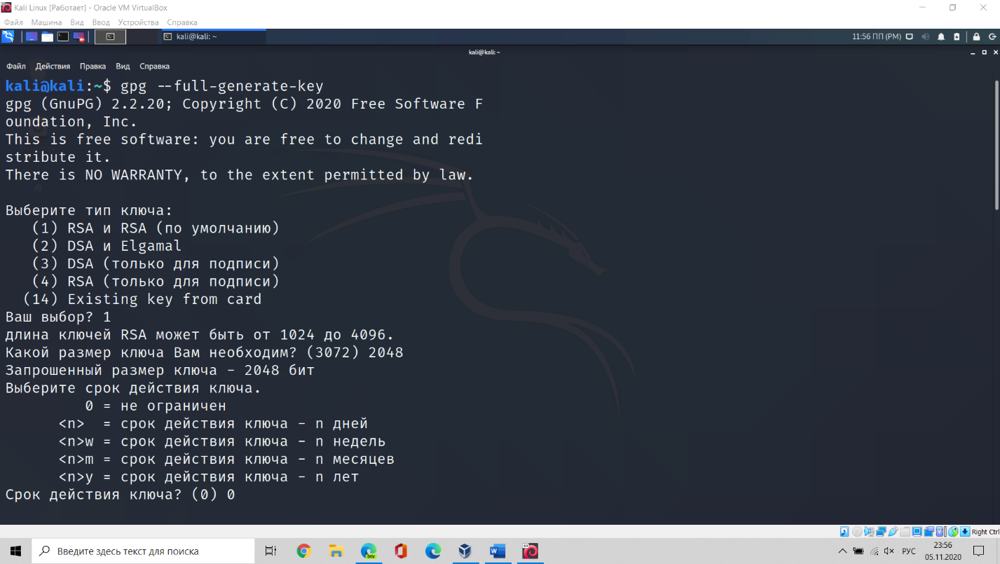 Kali Linux [Работает] - Oracle VM VirtualBox
Файл Машина Вид Ввод Устройства Справка
kali@kali: ~ 11:56 ПП (PM)
kali@kali: ~
Файл Действия Правка Вид Справка
kali@kali:~$ gpg --full-generate-key
gpg (GnuPG) 2.2.20; Copyright (C) 2020 Free Software F
oundation, Inc.
This is free software: you are free to change and redi
stribute it.
There is NO WARRANTY, to the extent permitted by law.
Выберите тип ключа:
(1) RSA и RSA (по умолчанию)
(2) DSA и Elgamal
(3) DSA (только для подписи)
(4) RSA (только для подписи)
(14) Existing key from card
Ваш выбор? 1
длина ключей RSA может быть от 1024 до 4096.
Какой размер ключа Вам необходим? (3072) 2048
Запрошенный размер ключа - 2048 бит
Выберите срок действия ключа.
0 = не ограничен
<n> = срок действия ключа - n дней
<n>w = срок действия ключа - n недель
<n>m = срок действия ключа - n месяцев
<n>y = срок действия ключа - n лет
Срок действия ключа? (0) 0
Right Ctrl
Введите здесь текст для поиска
DEV
РУС
23:56
05.11.2020